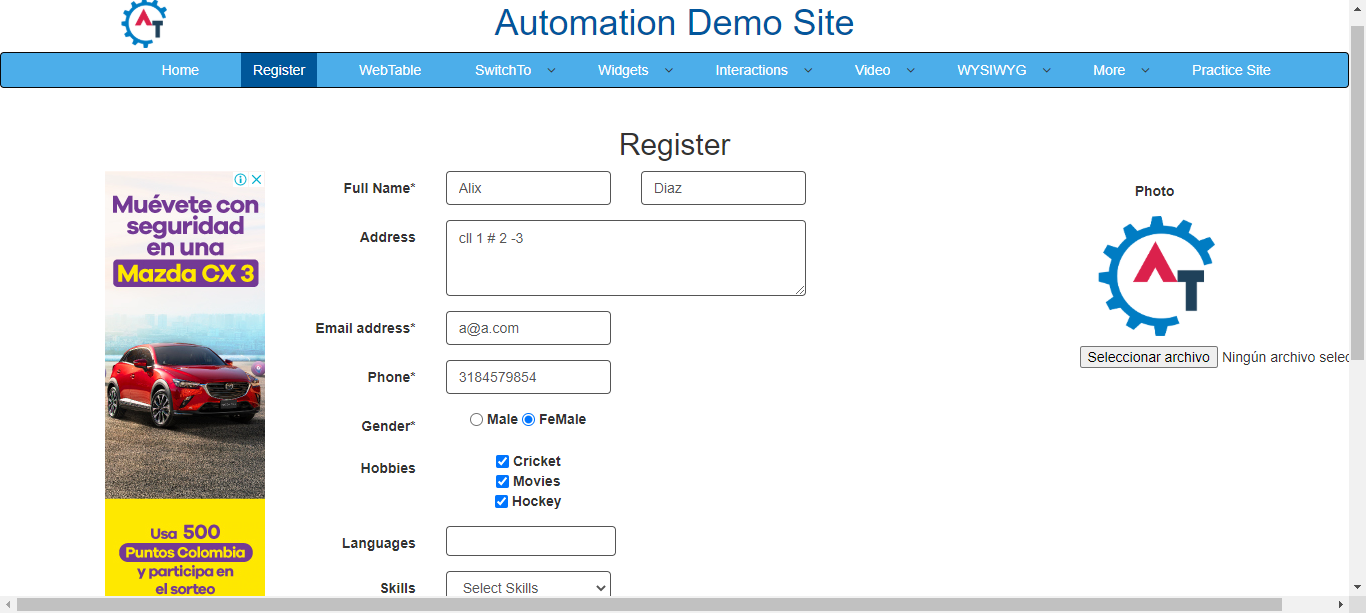 Automation Demo Site
Home Register WebTable SwitchTo Widgets Interactions Video WYSIWYG More Practice Site
Register
Full Name* Alix Diaz
Address cll 1 # 2 -3
Email address* a@a.com
Phone* 3184579854
Gender* Male FeMale
Hobbies Cricket
Movies
Hockey
Languages
Skills Select Skills
Photo
AT
Seleccionar archivo Ningún archivo selec
Muévete con
seguridad
en una
Mazda CX 3
Usa 500
Puntos Colombia
y participa en
el sorteo